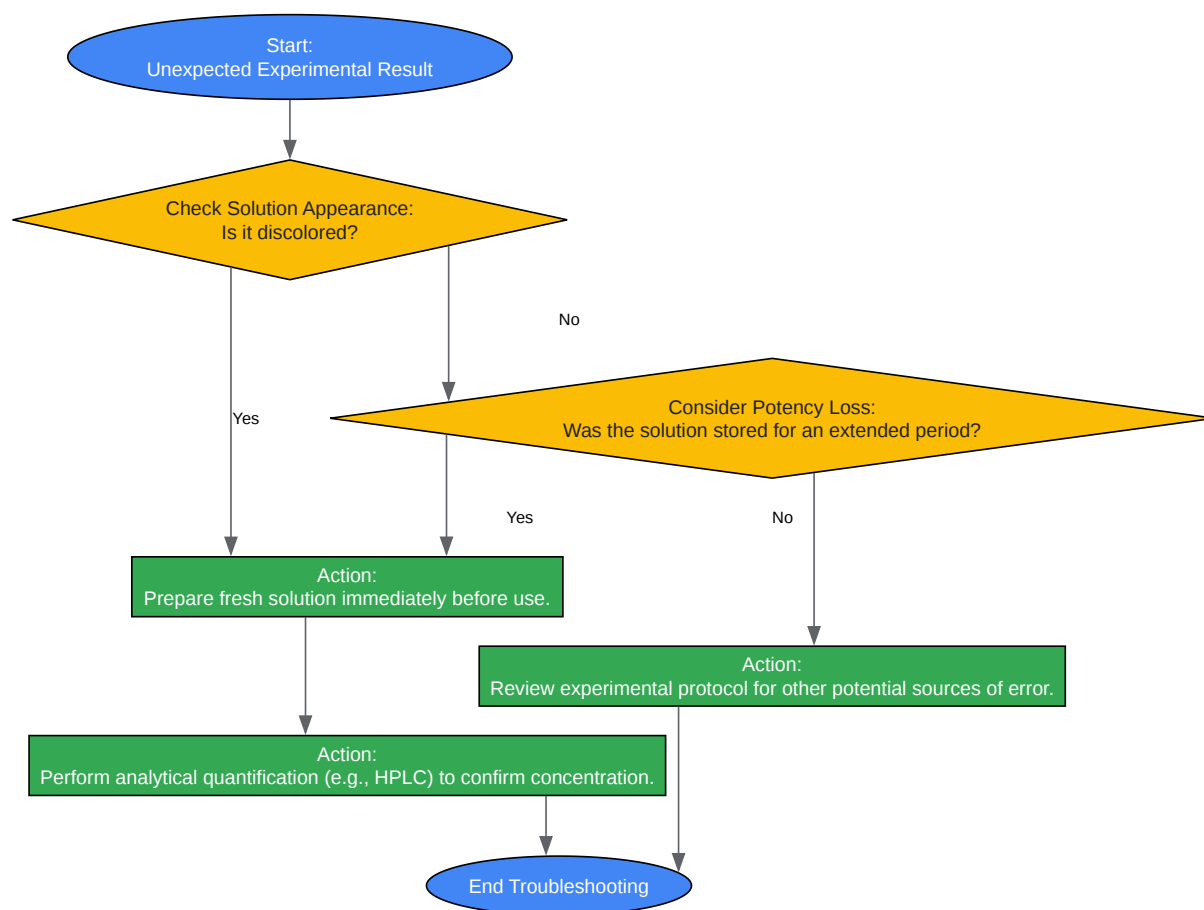 Start:
Unexpected Experimental Result
Check Solution Appearance:
Is it discolored?
No
Yes
Consider Potency Loss:
Was the solution stored for an extended period?
Yes
No
Action:
Prepare fresh solution immediately before use.
Action:
Review experimental protocol for other potential sources of error.
Action:
Perform analytical quantification (e.g., HPLC) to confirm concentration.
End Troubleshooting